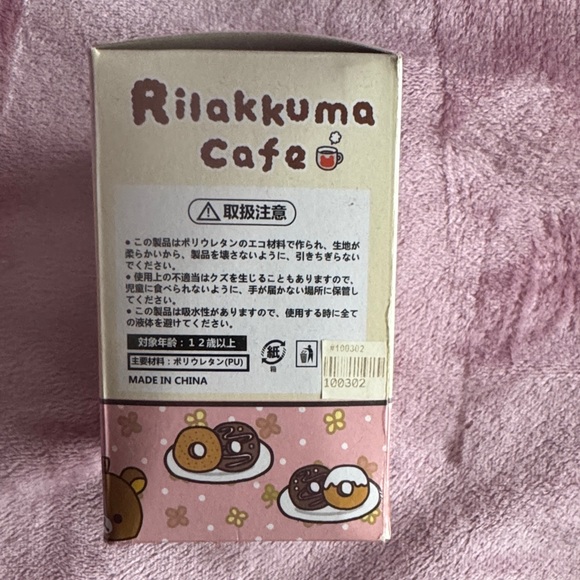 Rilakkuma
Cafe
取扱注意
● この製品はポリウレタンのエコ材料で作られ、生地が
柔らかいから、製品を壊さないように、引きちぎらない
でください。
● 使用上の不適当はクズを生じることもありますので、
児童に食べられないように、手が届かない場所に保管し
てください。
● この製品は吸水性がありますので、使用する時に全て
の液体を避けてください。
対象年齢：１２歳以上
主要材料：ポリウレタン(PU)
MADE IN CHINA
紙
箱
#100302
100302